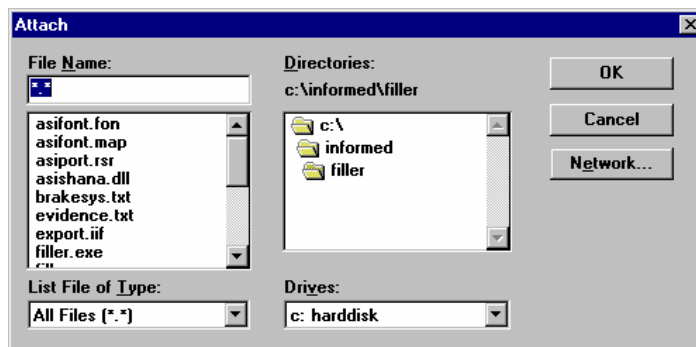 Attach
File Name:
*.*
asifont.fon
asifont.map
asiport.rsr
asishana.dll
brakesys.txt
evidence.txt
export.iif
filler.exe
List File of Type:
All Files (*.*)
Directories:
c:\informed\filler
c:\
informed
filler
Drives:
c: harddisk
OK
Cancel
Network...